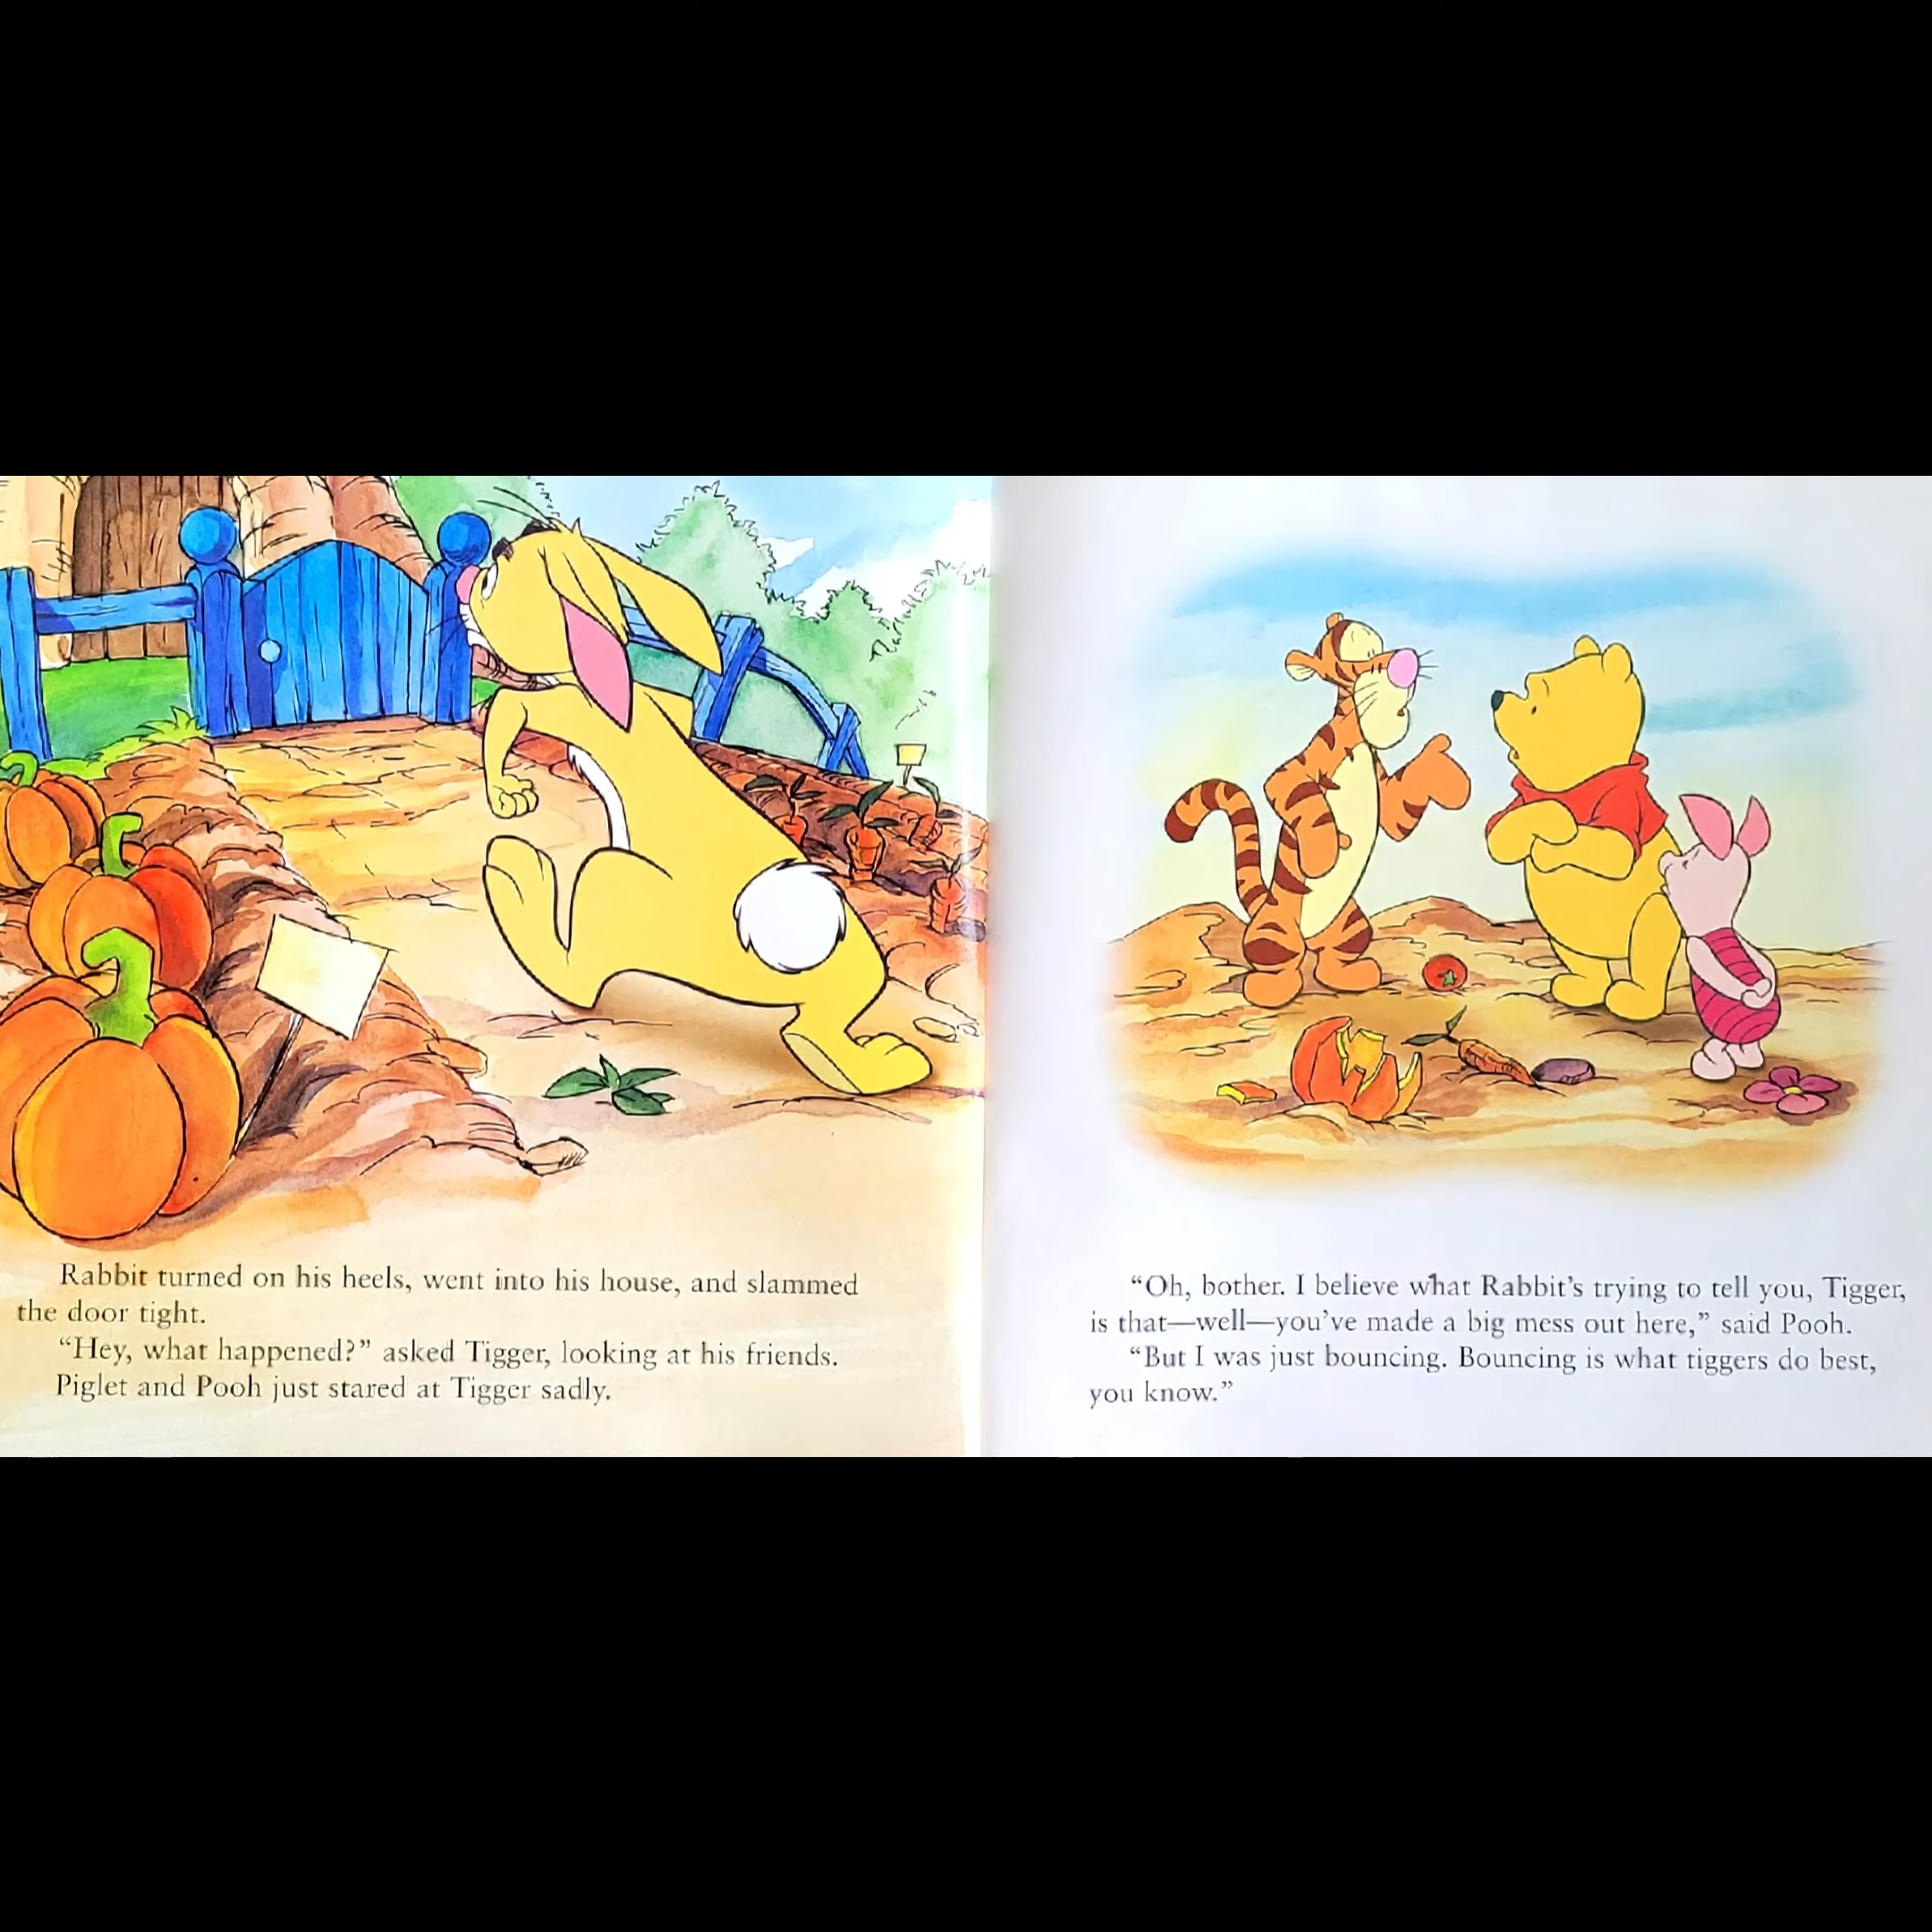 Rabbit turned on his heels, went into his house, and slammed
the door tight.
“Hey, what happened?” asked Tigger, looking at his friends.
Piglet and Pooh just stared at Tigger sadly.
“Oh, bother. I believe what Rabbit’s trying to tell you, Tigger,
is that—well—you’ve made a big mess out here,” said Pooh.
“But I was just bouncing. Bouncing is what tiggers do best,
you know.”